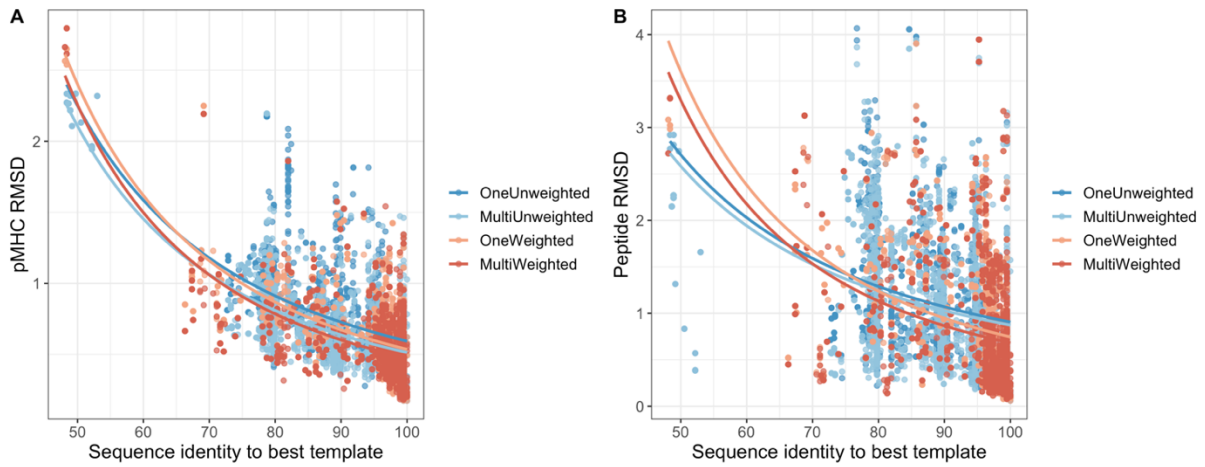 A
pMHC RMSD
2
1
50 60 70 80 90 100
Sequence identity to best template
OneUnweighted
MultiUnweighted
OneWeighted
MultiWeighted
B
Peptide RMSD
4
3
2
1
0
50 60 70 80 90 100
Sequence identity to best template
OneUnweighted
MultiUnweighted
OneWeighted
MultiWeighted